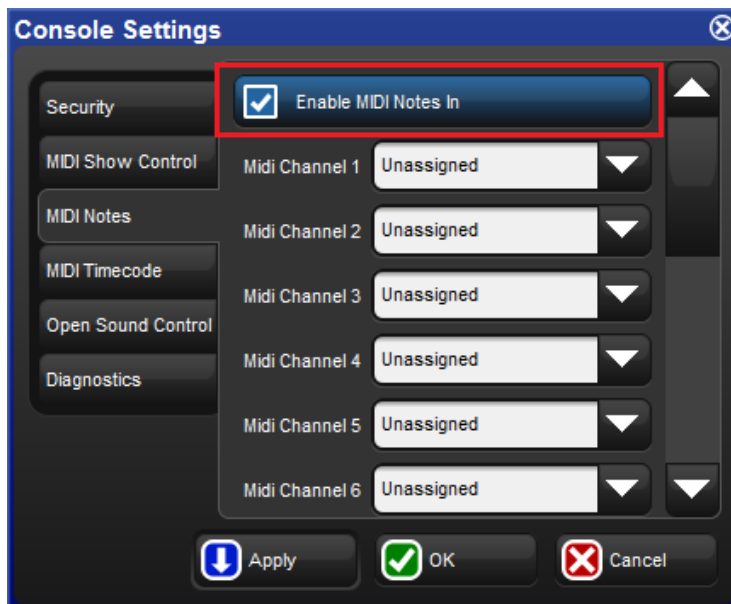 Console Settings
Security
MIDI Show Control
MIDI Notes
MIDI Timecode
Open Sound Control
Diagnostics
Enable MIDI Notes In
Midi Channel 1 Unassigned
Midi Channel 2 Unassigned
Midi Channel 3 Unassigned
Midi Channel 4 Unassigned
Midi Channel 5 Unassigned
Midi Channel 6 Unassigned
Apply OK Cancel